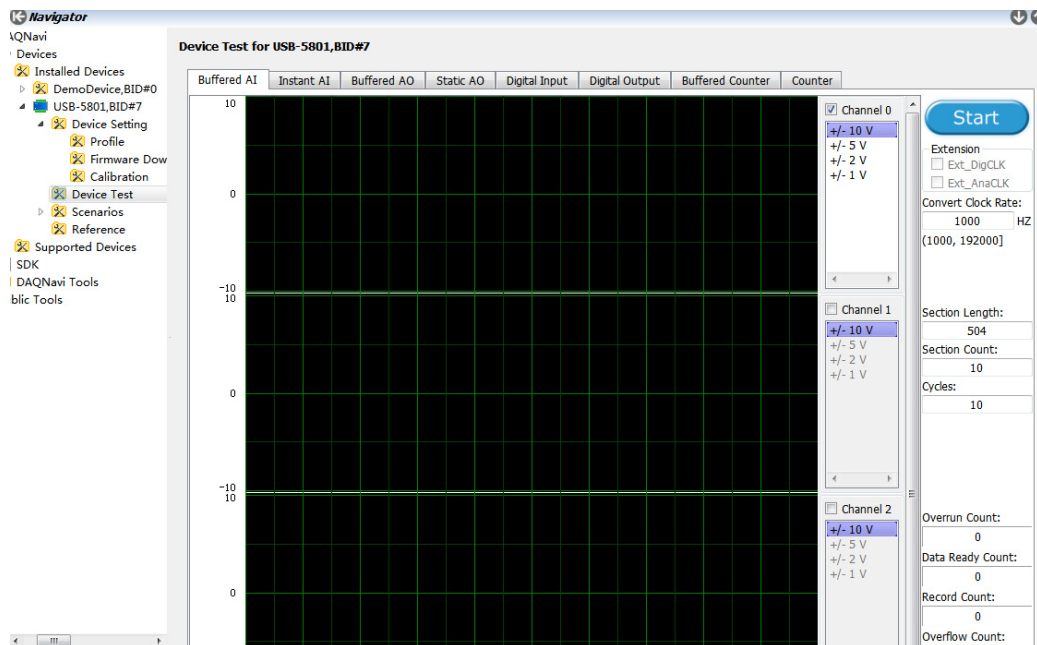 Navigator
AQNavi
Devices
Installed Devices
DemoDevice,BID#0
USB-5801,BID#7
Device Setting
Profile
Firmware Dow
Calibration
Device Test
Scenarios
Reference
Supported Devices
SDK
DAQNavi Tools
blic Tools
Device Test for USB-5801,BID#7
Buffered AI Instant AI Buffered AO Static AO Digital Input Digital Output Buffered Counter Counter
10
0
-10
Channel 0
+/- 10 V
+/- 5 V
+/- 2 V
+/- 1 V
10
0
-10
Channel 1
+/- 10 V
+/- 5 V
+/- 2 V
+/- 1 V
10
0
Channel 2
+/- 10 V
+/- 5 V
+/- 2 V
+/- 1 V
Start
Extension
Ext_DigCLK
Ext_AnaCLK
Convert Clock Rate:
1000 HZ
(1000, 192000]
Section Length:
504
Section Count:
10
Cycles:
10
Overrun Count:
0
Data Ready Count:
0
Record Count:
0
Overflow Count: